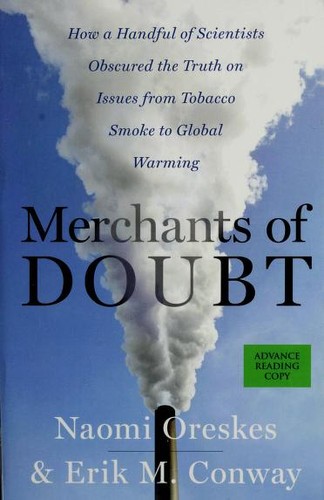 How a Handful of Scientists
Obscured the Truth on
Issues from Tobacco
Smoke to Global
Warming
Merchants of
DOUBT
ADVANCE
READING
COPY
Naomi Oreskes
& Erik M. Conway